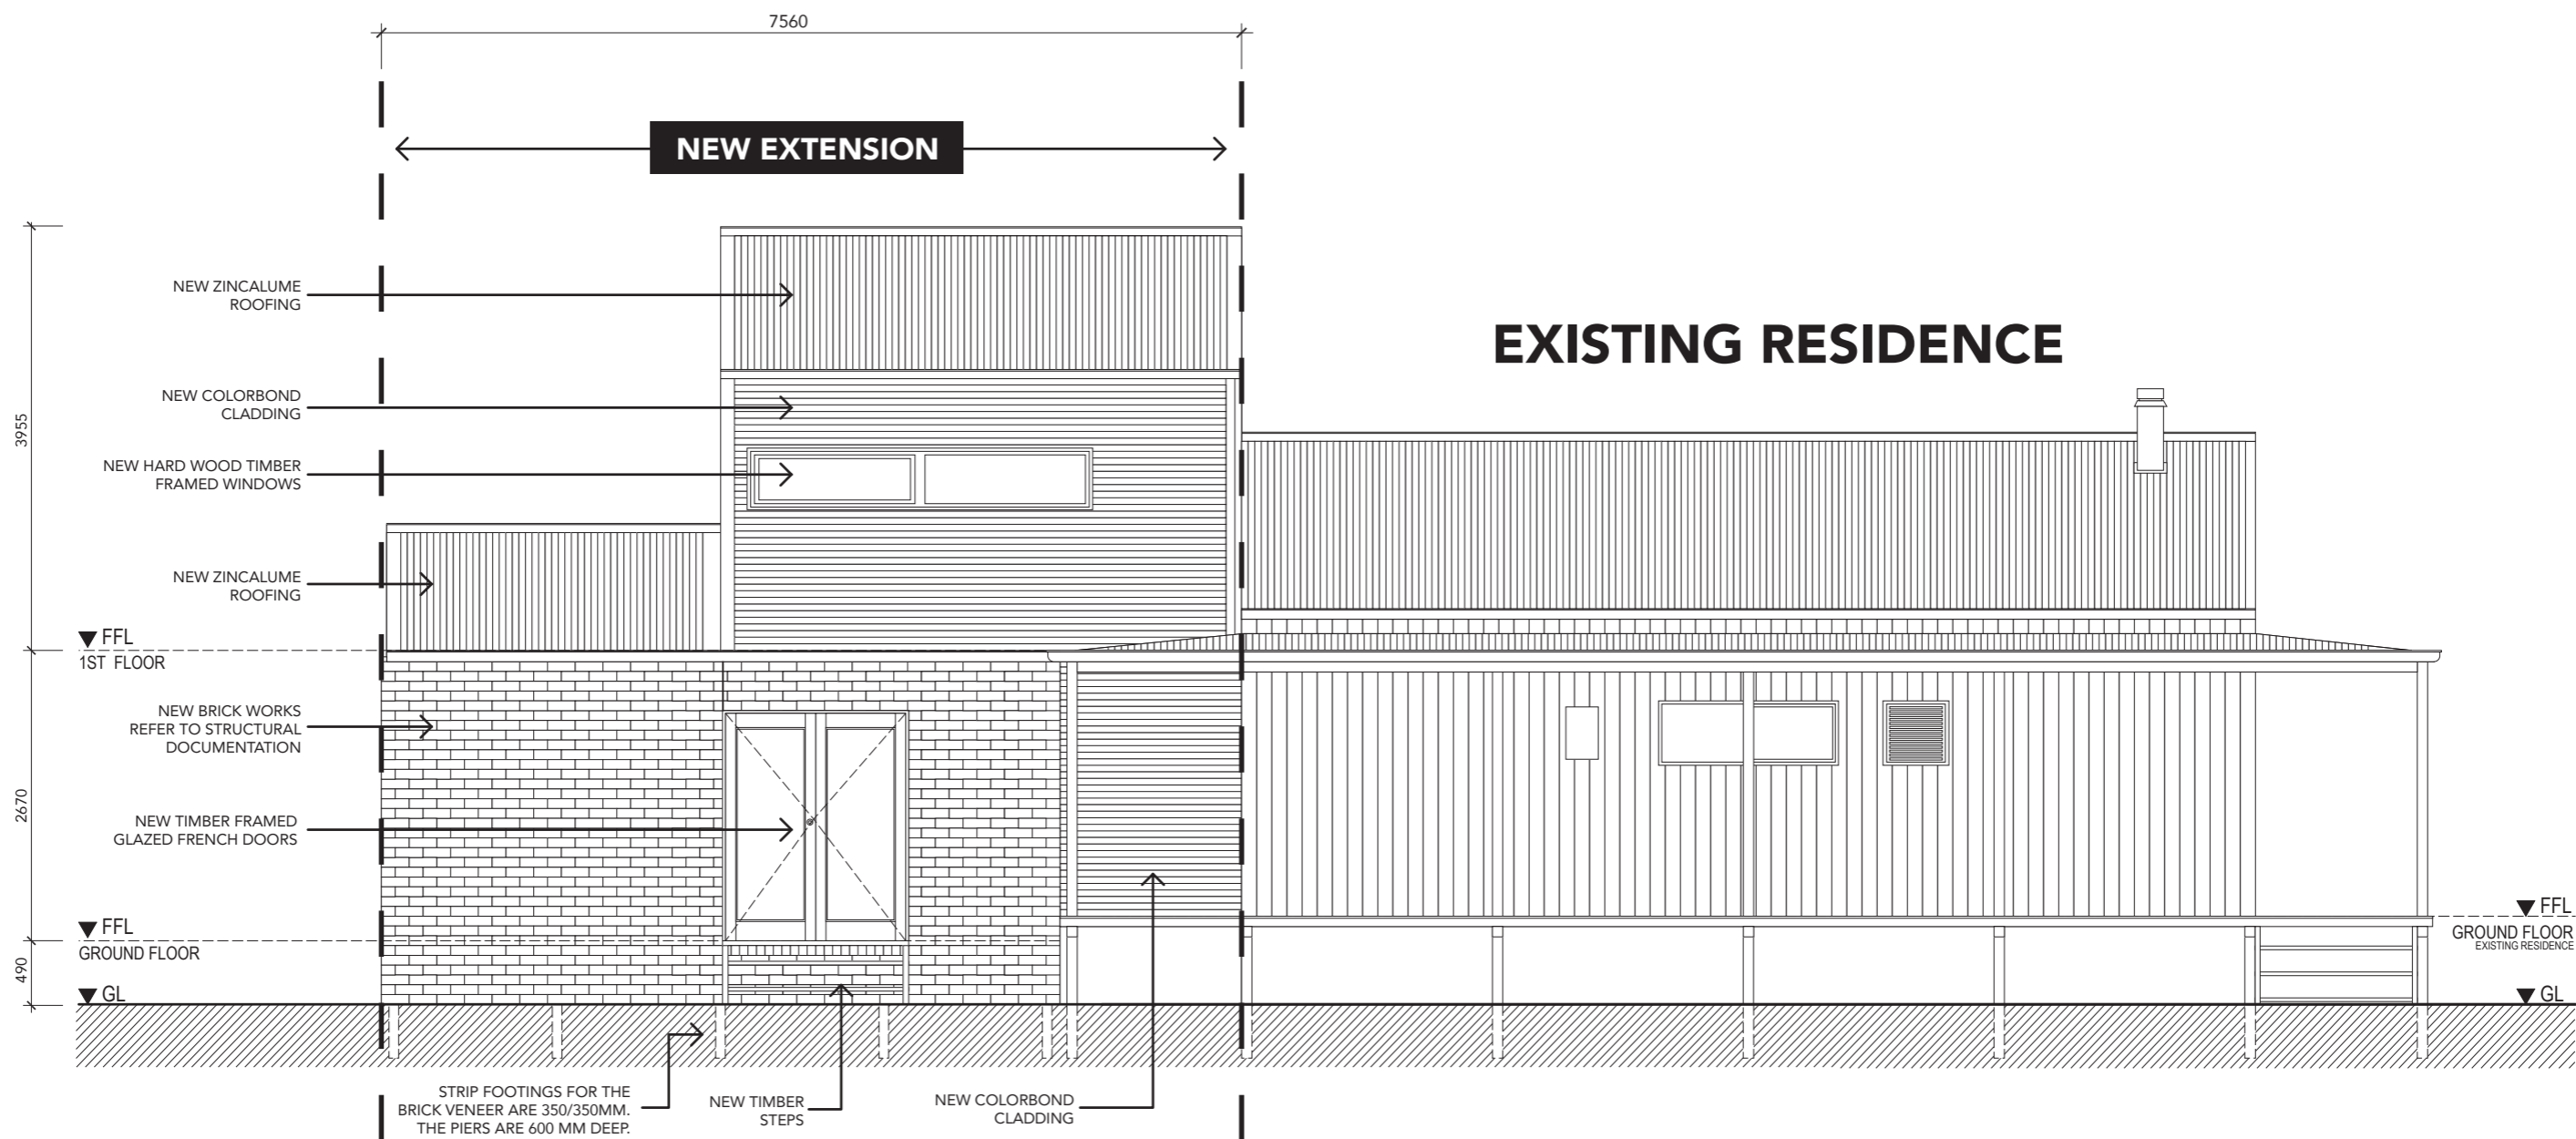 7560
NEW EXTENSION
NEW ZINCALUME
ROOFING
EXISTING RESIDENCE
NEW COLORBOND
CLADDING
3955
NEW HARD WOOD TIMBER
FRAMED WINDOWS
NEW ZINCALUME
ROOFING
FFL
1ST FLOOR
NEW BRICK WORKS
REFER TO STRUCTURAL
DOCUMENTATION
2670
NEW TIMBER FRAMED
GLAZED FRENCH DOORS
FFL
GROUND FLOOR
FFL
GROUND FLOOR
EXISTING RESIDENCE
490
GL
GL
STRIP FOOTINGS FOR THE
BRICK VENEER ARE 350/350MM.
THE PIERS ARE 600 MM DEEP.
NEW TIMBER
STEPS
NEW COLORBOND
CLADDING